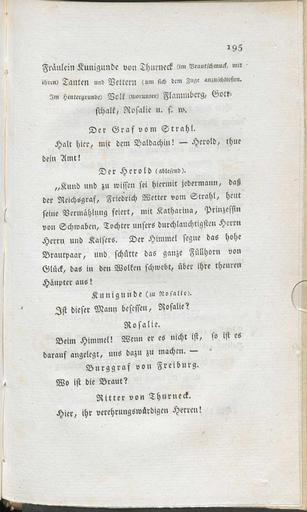 195
Fräulein Kunigunde von Thurneck (im Brautschmuck, mit
ihren) Tanten und Vettern (um sich dem Zuge anzuschließen.
Im Hintergrunde) Volk (worunter) Flammberg, Gott-
schalk, Rosalie u. s. w.
Der Graf vom Strahl.
Halt hier, mit dem Baldachin! — Herold, thue
dein Amt!
Der Herold (ablesend).
„Kund und zu wissen sei hiermit jedermann, daß
der Reichsgraf, Friedrich Wetter vom Strahl, heut
seine Vermählung feiert, mit Katharina, Prinzessin
von Schwaben, Tochter unsers durchlauchtigsten Herrn
Herrn und Kaisers. Der Himmel segne das hohe
Brautpaar, und schütte das ganze Füllhorn von
Glück, das in den Wolken schwebt, über ihre theuren
Häupter aus!
Kunigunde (zu Rosalie).
Ist dieser Mann besessen, Rosalie?
Rosalie.
Beim Himmel! Wenn er es nicht ist, so ist es
darauf angelegt, uns dazu zu machen. —
Burggraf von Freiburg.
Wo ist die Braut?
Ritter von Thurneck.
Hier, ihr verehrungswürdigen Herren!